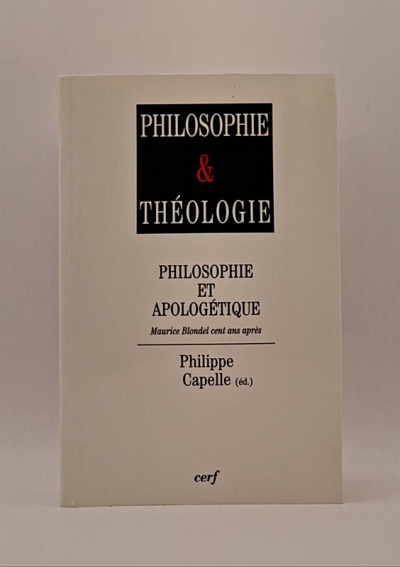 PHILOSOPHIE
&
THÉOLOGIE
PHILOSOPHIE
ET
APOLOGÉTIQUE
Maurice Blondel cent ans après
Philippe
Capelle (éd.)
cerf